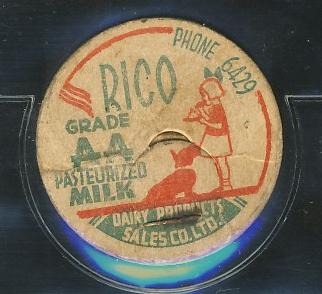 RICO
PHONE 6429
GRADE
AA
PASTEURIZED
MILK
DAIRY PRODUCTS
SALES CO. LTD.